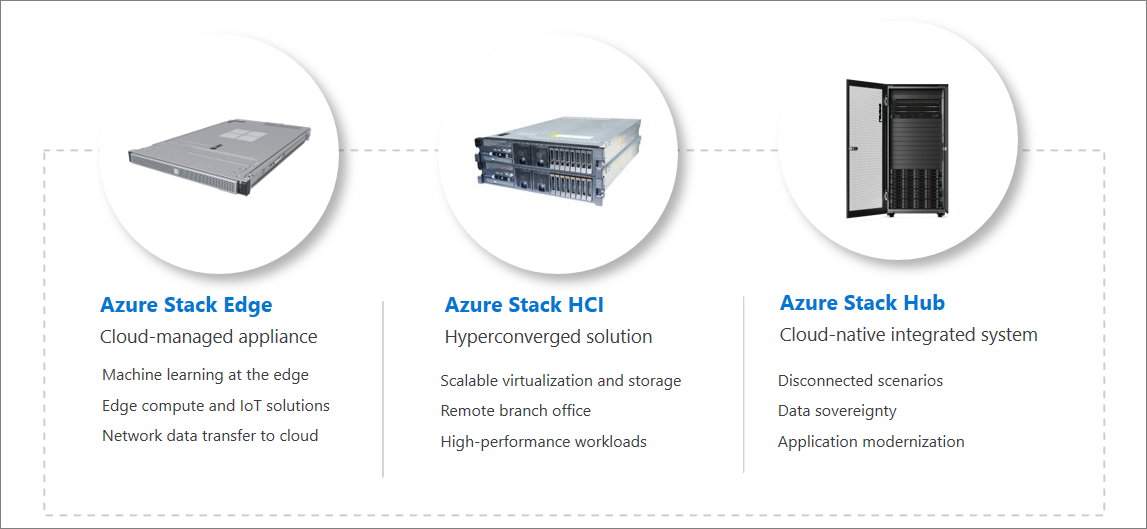 Azure Stack Edge
Cloud-managed appliance
Machine learning at the edge
Edge compute and IoT solutions
Network data transfer to cloud
Azure Stack HCI
Hyperconverged solution
Scalable virtualization and storage
Remote branch office
High-performance workloads
Azure Stack Hub
Cloud-native integrated system
Disconnected scenarios
Data sovereignty
Application modernization